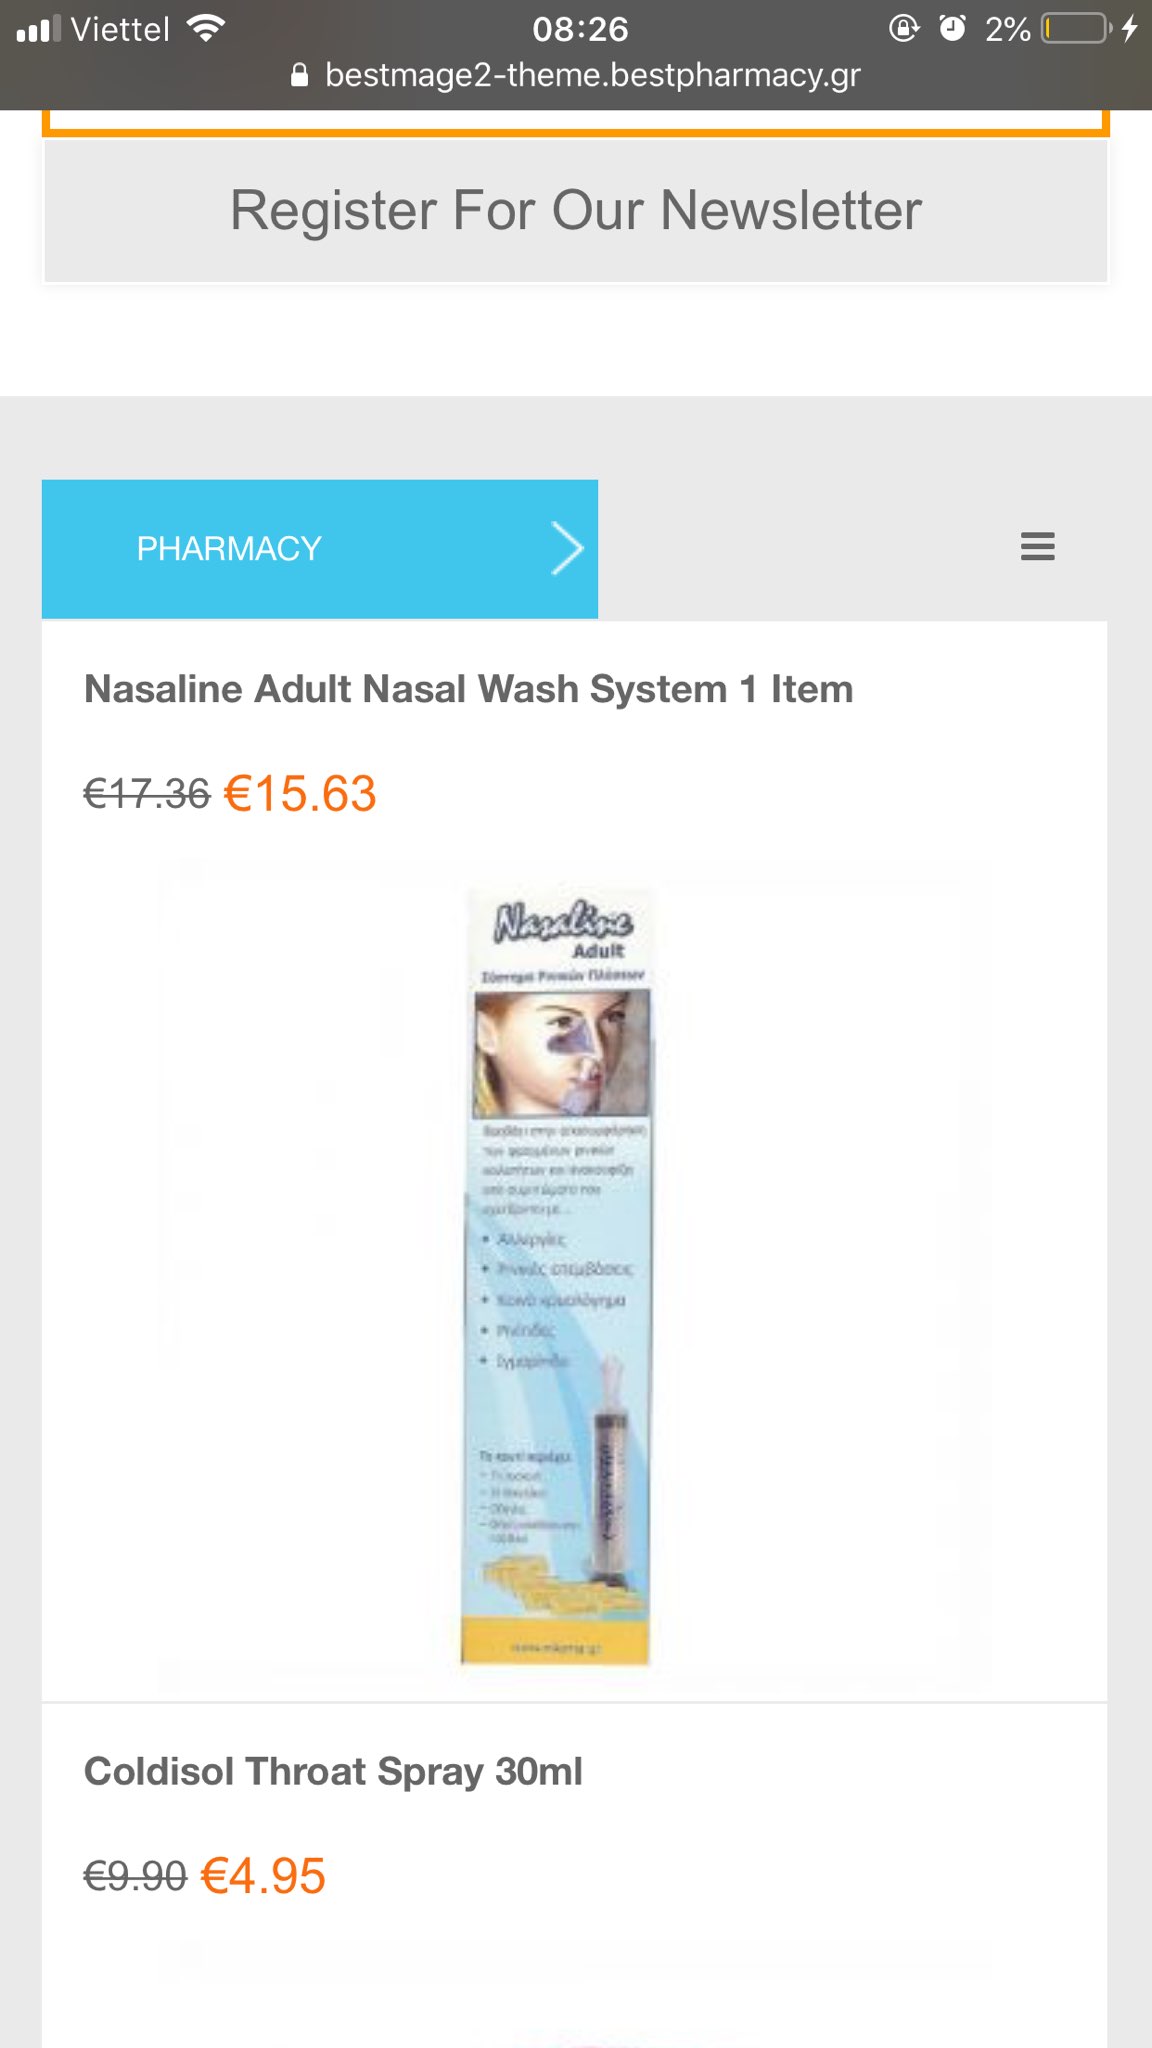 Viettel 08:26 2%
bestmage2-theme.bestpharmacy.gr
Register For Our Newsletter
PHARMACY
Nasaline Adult Nasal Wash System 1 Item
€17.36 €15.63
Nasaline
Adult
Σύστημα Ρινικών Πλύσεων
• Αλλεργίες
• Ρινικές επεμβάσεις
• Κοινό κρυολόγημα
• Ρινίτιδες
• Ιγμορίτιδα
Coldisol Throat Spray 30ml
€9.90 €4.95